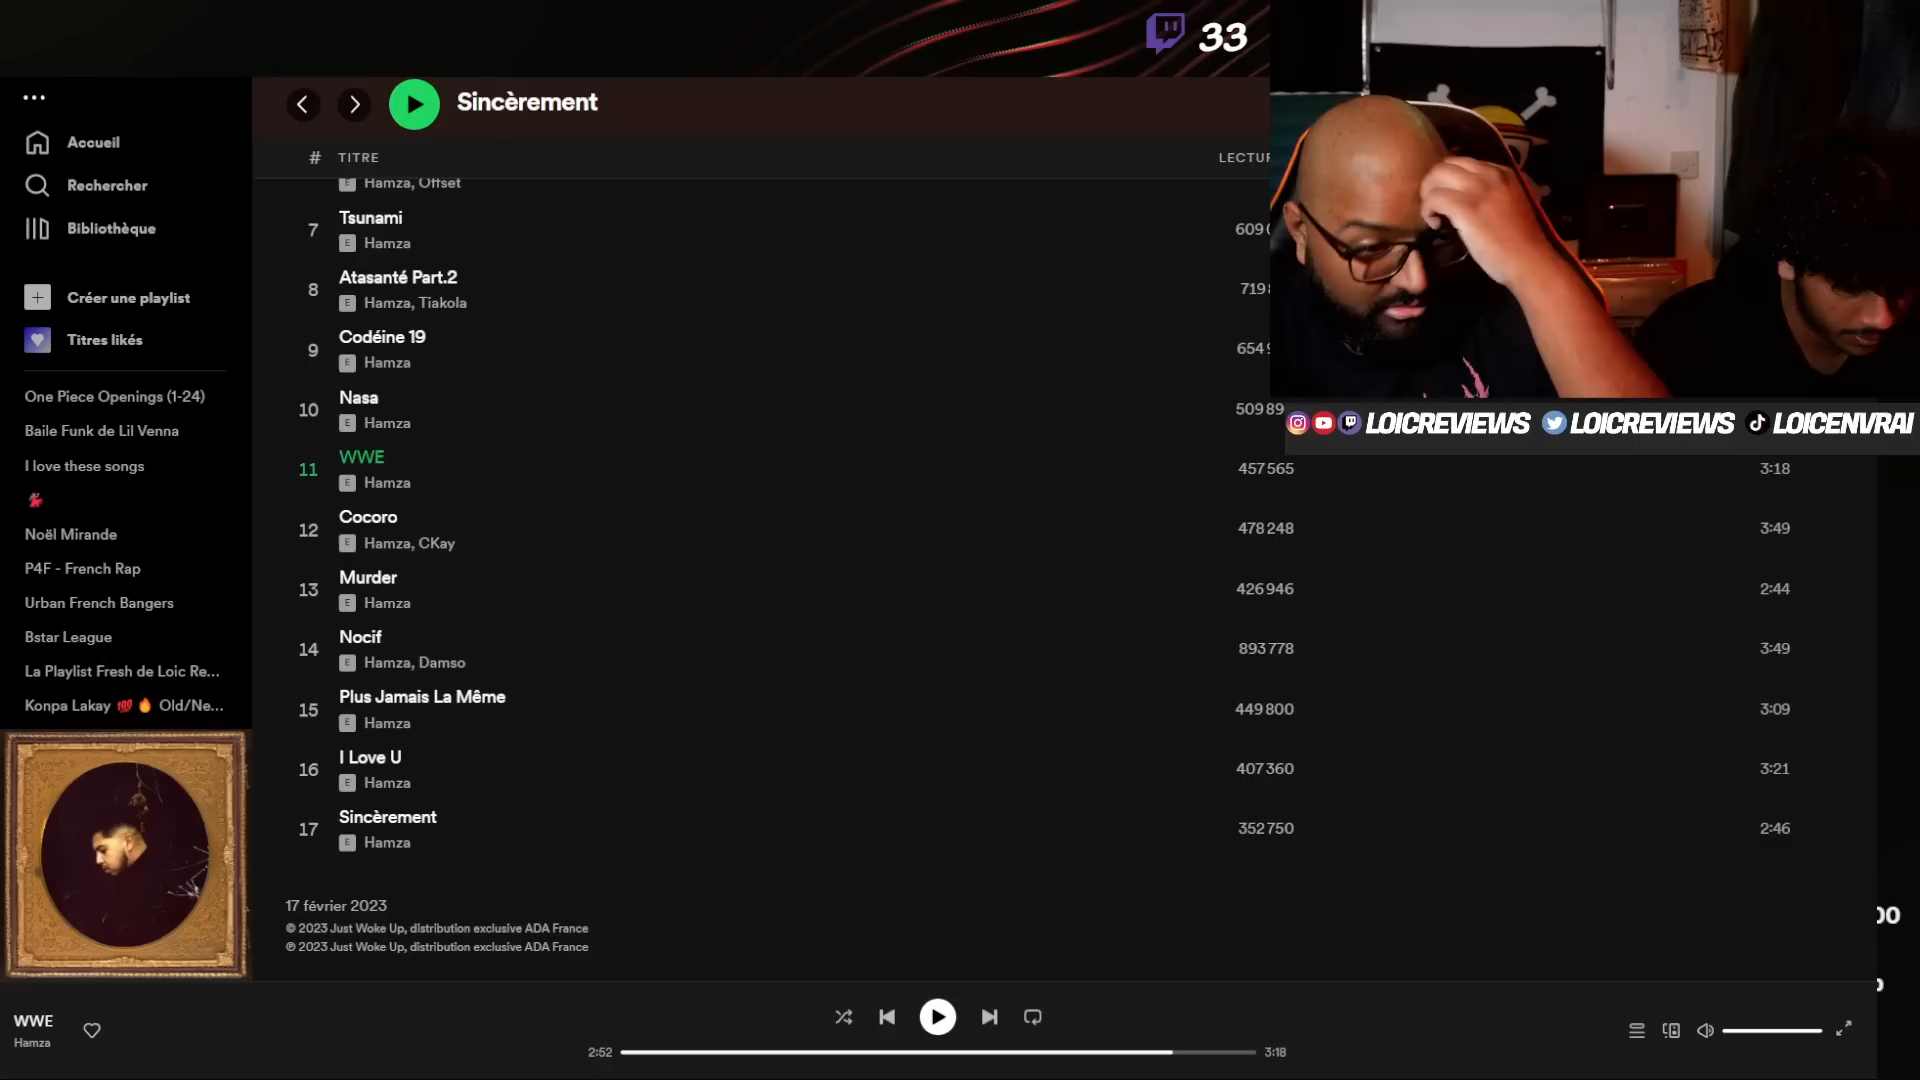 33
Sincèrement
Accueil
Rechercher
Bibliothèque
Créer une playlist
Titres likés
One Piece Openings (1-24)
Baile Funk de Lil Venna
I love these songs
Noël Mirande
P4F - French Rap
Urban French Bangers
Bstar League
La Playlist Fresh de Loic Re...
Konpa Lakay 💯 🔥 Old/Ne...
# TITRE LECTUR
E Hamza, Offset
7 Tsunami 609
E Hamza
8 Atasanté Part.2 719
E Hamza, Tiakola
9 Codéine 19 654
E Hamza
10 Nasa 509 89
E Hamza
11 WWE 457 565 3:18
E Hamza
12 Cocoro 478 248 3:49
E Hamza, CKay
13 Murder 426 946 2:44
E Hamza
14 Nocif 893 778 3:49
E Hamza, Damso
15 Plus Jamais La Même 449 800 3:09
E Hamza
16 I Love U 407 360 3:21
E Hamza
17 Sincèrement 352 750 2:46
E Hamza
17 février 2023
© 2023 Just Woke Up, distribution exclusive ADA France
℗ 2023 Just Woke Up, distribution exclusive ADA France
LOICREVIEWS LOICREVIEWS LOICENVRAI
WWE
Hamza
2:52 3:18